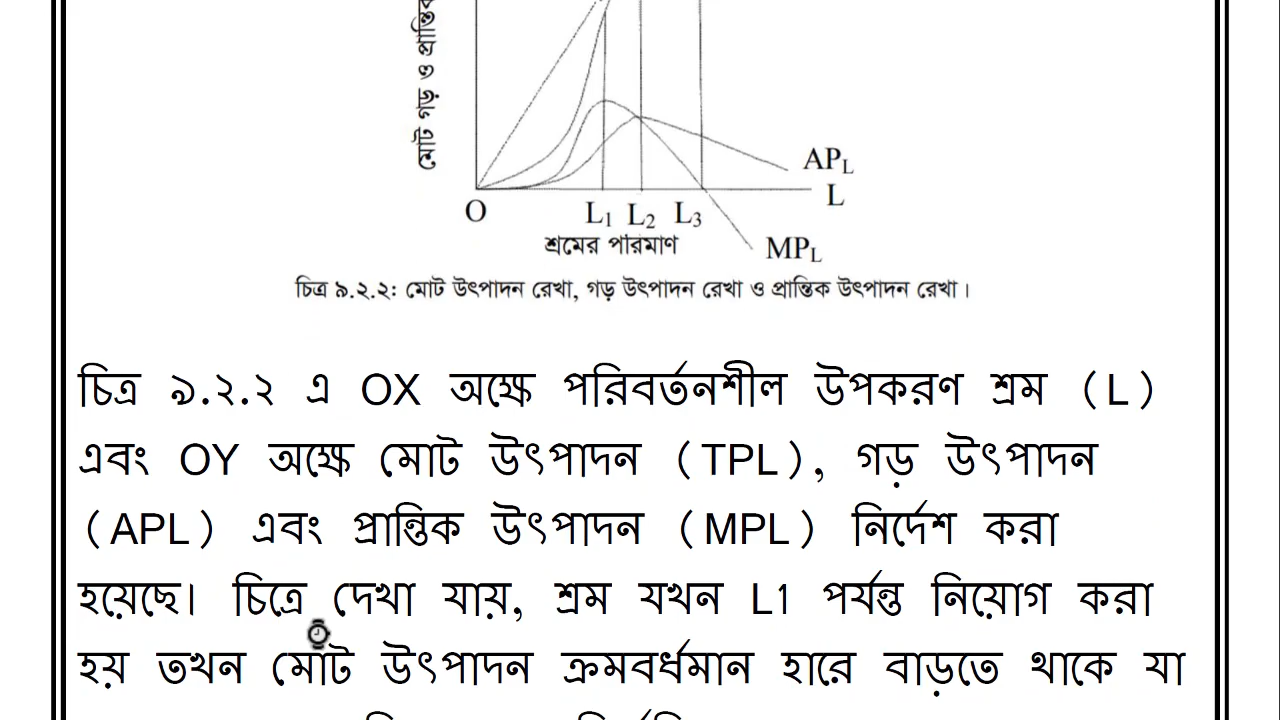 মোট গড় ও প্রান্তিক
APL
L
O
L1 L2 L3
শ্রমের পরিমাণ
MPL
চিত্র ৯.২.২: মোট উৎপাদন রেখা, গড় উৎপাদন রেখা ও প্রান্তিক উৎপাদন রেখা।
চিত্র ৯.২.২ এ OX অক্ষে পরিবর্তনশীল উপকরণ শ্রম (L)
এবং OY অক্ষে মোট উৎপাদন (TPL), গড় উৎপাদন
(APL) এবং প্রান্তিক উৎপাদন (MPL) নির্দেশ করা
হয়েছে। চিত্রে দেখা যায়, শ্রম যখন L1 পর্যন্ত নিয়োগ করা
হয় তখন মোট উৎপাদন ক্রমবর্ধমান হারে বাড়তে থাকে যা